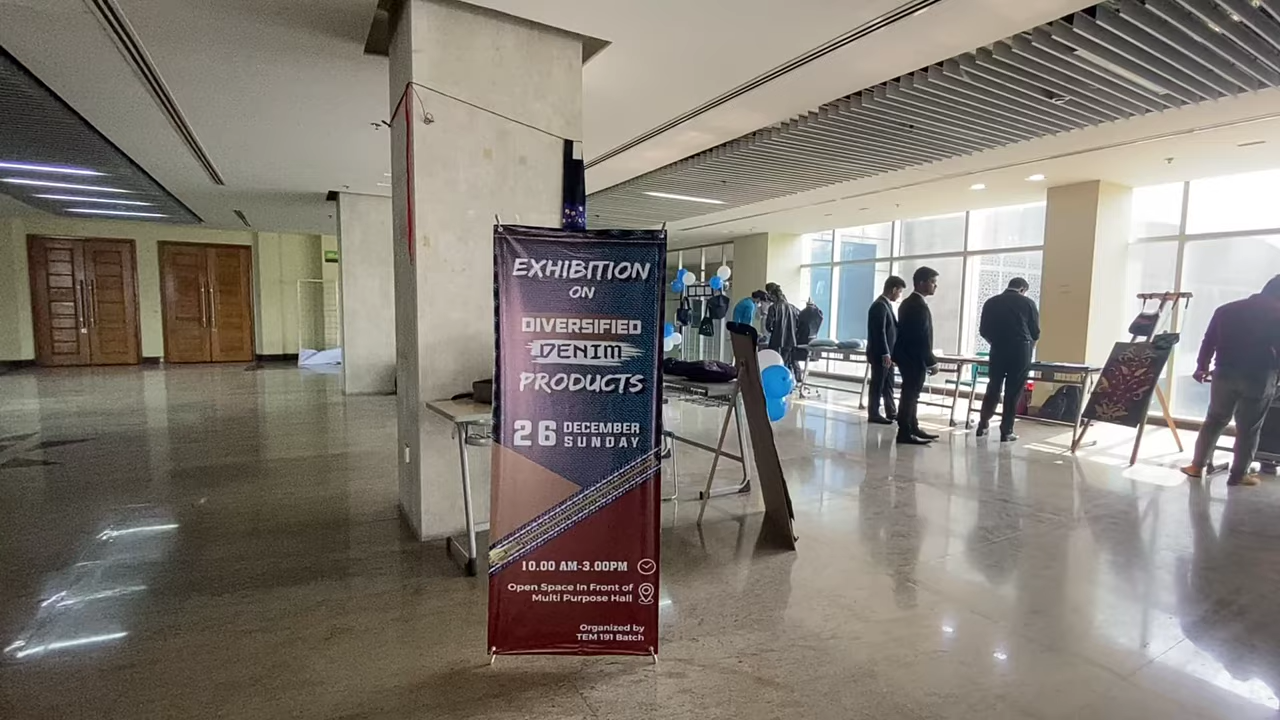 EXHIBITION
ON
DIVERSIFIED
DENIM
PRODUCTS
26 DECEMBER
SUNDAY
10.00 AM-3.00PM
Open Space In Front of
Multi Purpose Hall
Organized by
TEM 191 Batch